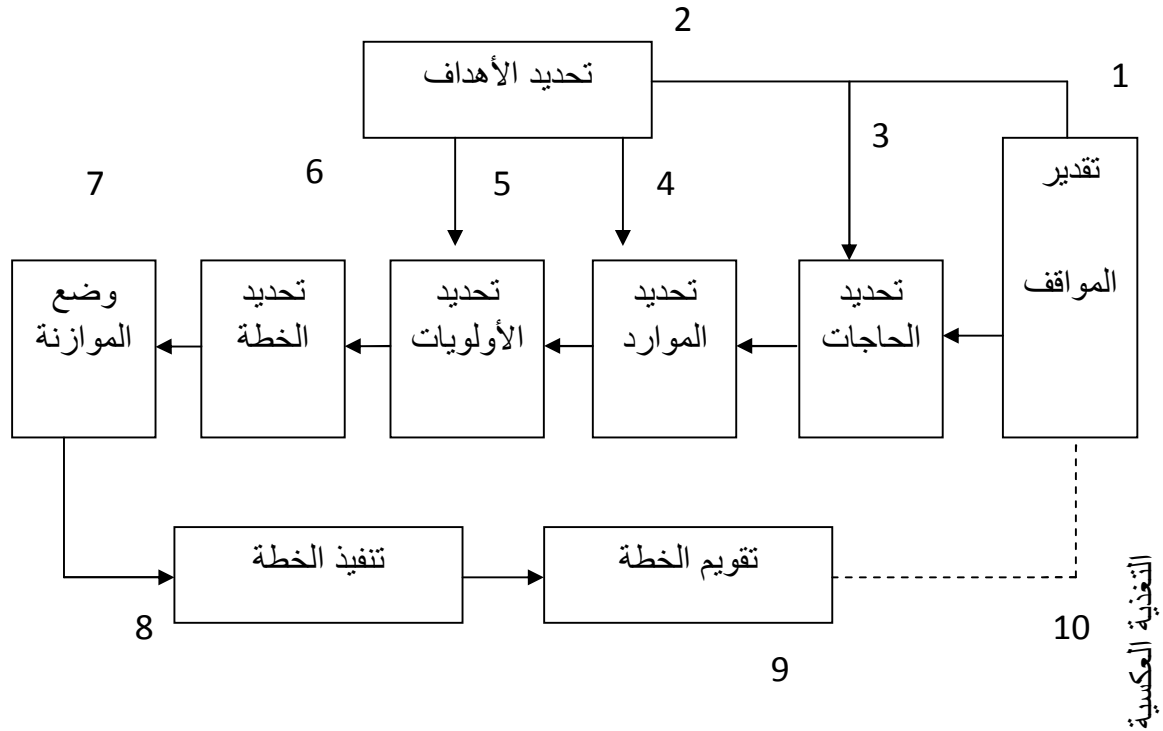 2
تحديد الأهداف
1
3
تقدير
المواقف
4
5
6
7
تحديد
الحاجات
تحديد
الموارد
تحديد
الأولويات
تحديد
الخطة
وضع
الموازنة
تنفيذ الخطة
تقويم الخطة
8
9
10
التغذية العكسية